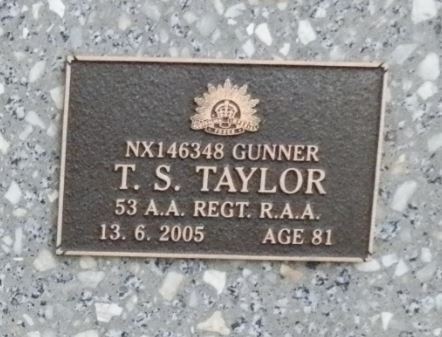 NX146348 GUNNER
T. S. TAYLOR
53 A.A. REGT. R.A.A.
13. 6. 2005 AGE 81